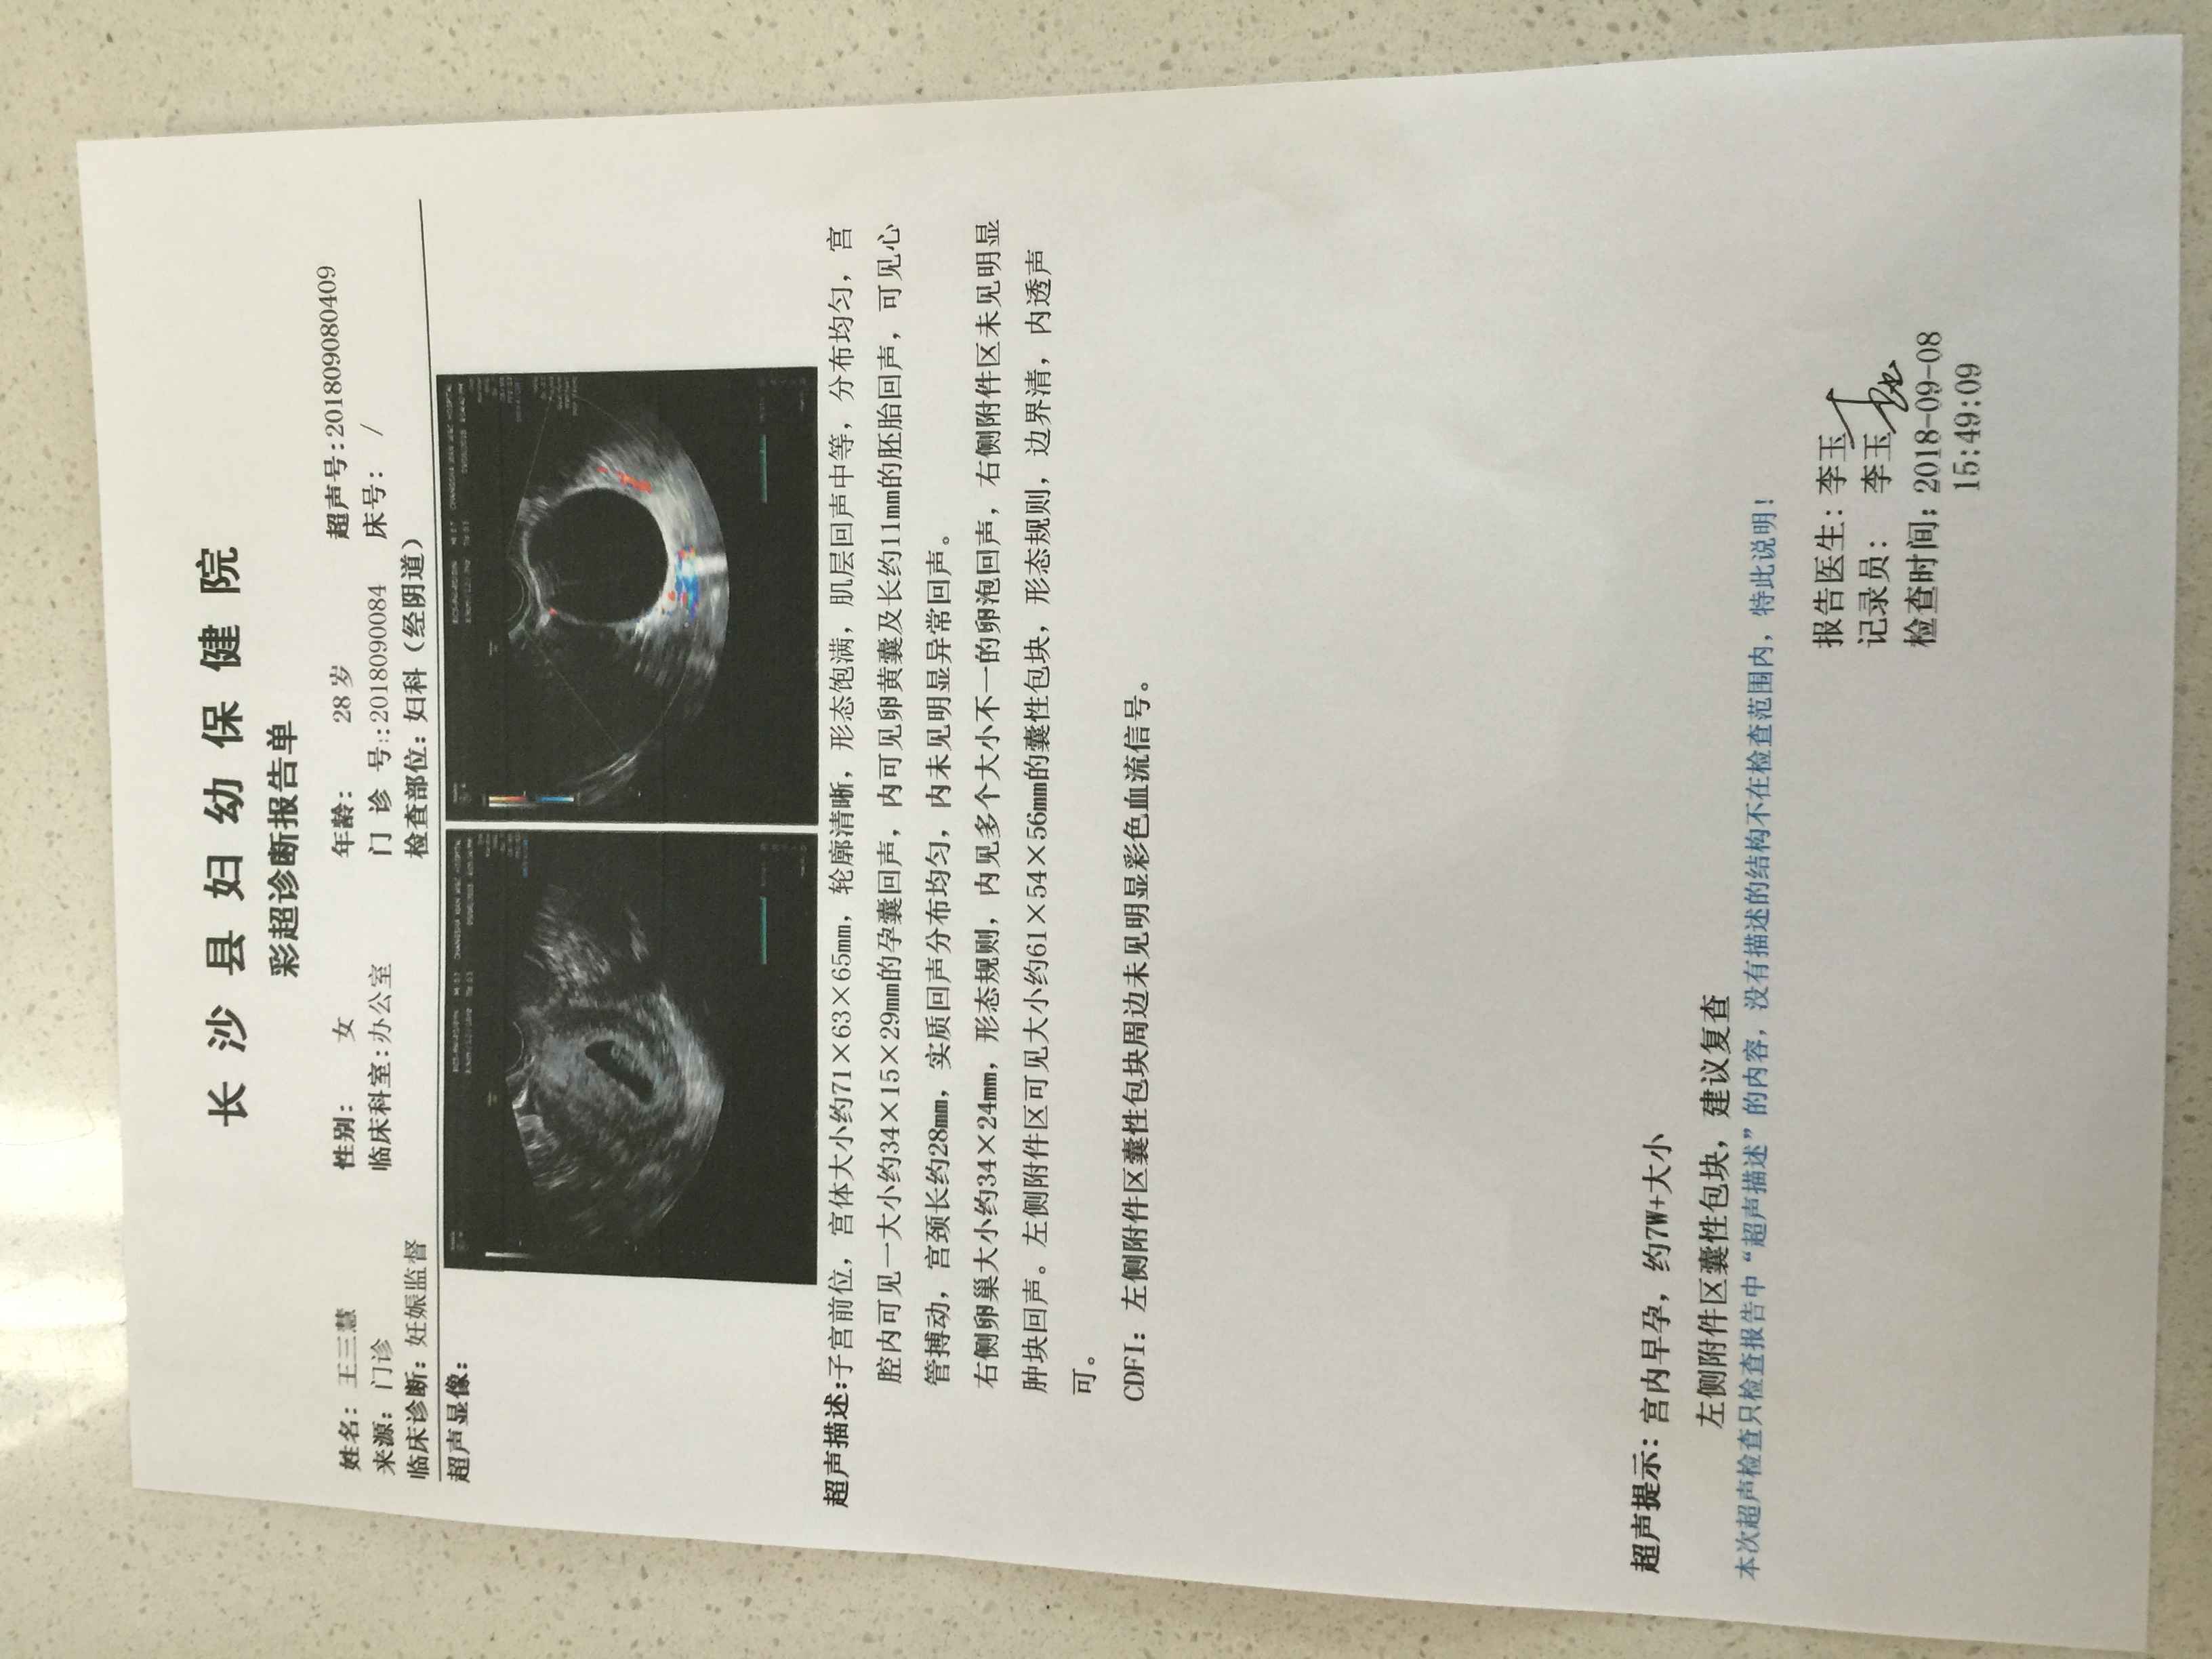 长沙县妇幼保健院
彩超诊断报告单
姓名: 王三慧 性别: 女 年龄: 28 岁 超声号:201809080409
来源: 门诊 临床科室:办公室 门 诊 号::2018090084 床号: /
临床诊断: 妊娠监督 检查部位: 妇科（经阴道）
超声显像:
CHANGSHA XIAN W&C HOSPITAL
CHANGSHA XIAN W&C HOSPITAL
超声描述:子宫前位，宫体大小约71×63×65mm，轮廓清晰，形态饱满，肌层回声中等，分布均匀，宫
腔内可见一大小约34×15×29mm的孕囊回声，内可见卵黄囊及长约11mm的胚胎回声，可见心
管搏动，宫颈长约28mm，实质回声分布均匀，内未见明显异常回声。
右侧卵巢大小约34×24mm，形态规则，内见多个大小不一的卵泡回声，右侧附件区未见明显
肿块回声。左侧附件区可见大小约61×54×56mm的囊性包块，形态规则，边界清，内透声
可。
CDFI：左侧附件区囊性包块周边未见明显彩色血流信号。
超声提示: 宫内早孕，约7W+大小
左侧附件区囊性包块，建议复查
本次超声检查只检查报告中“超声描述”的内容，没有描述的结构不在检查范围内，特此说明！
报告医生: 李玉
记录员: 李玉
检查时间: 2018-09-08
15:49:09